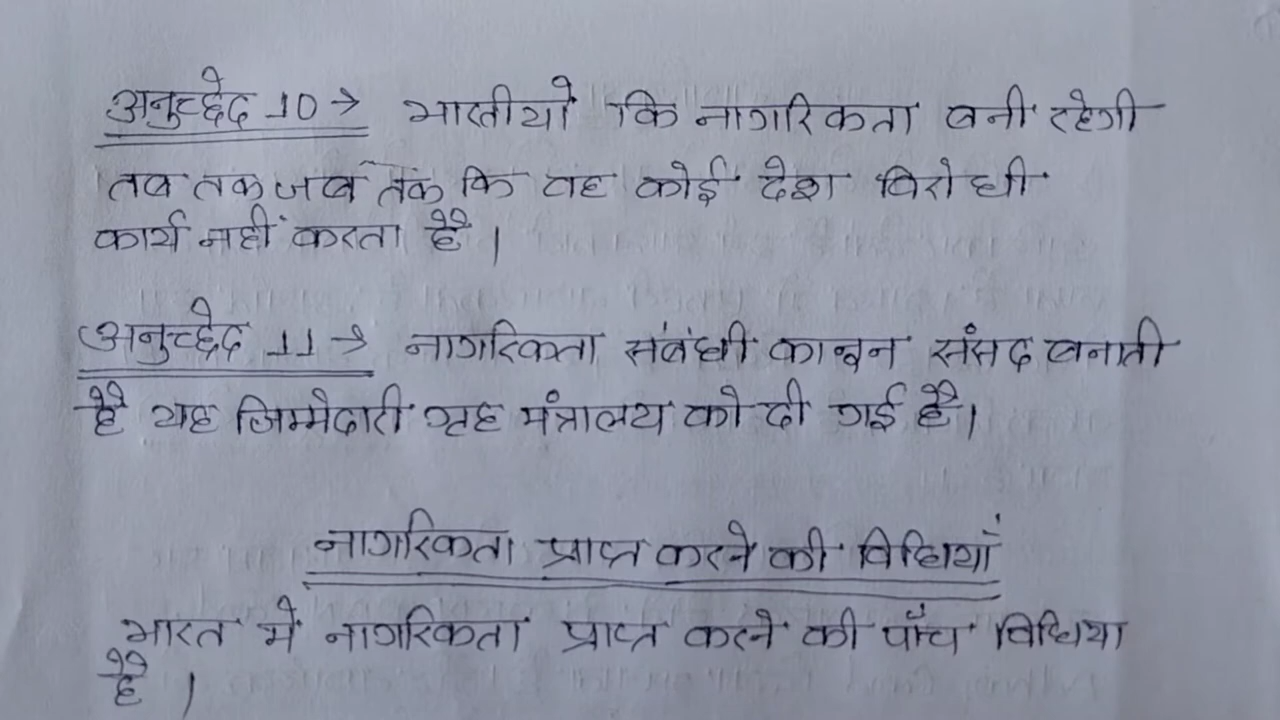 अनुच्छेद 10 → भारतीयों कि नागरिकता बनी रहेगी
तब तक जब तक कि वह कोई देश विरोधी
कार्य नहीं करता है ।
अनुच्छेद 11 → नागरिकता संबंधी कानून संसद बनाती
है यह जिम्मेदारी गृह मंत्रालय को दी गई है।
नागरिकता प्राप्त करने की विधियाँ
भारत में नागरिकता प्राप्त करने की पाँच विधिया
है ।